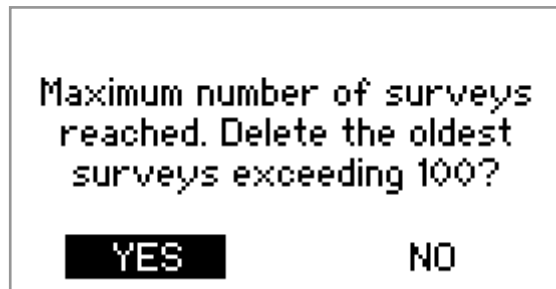 Maximum number of surveys
reached. Delete the oldest
surveys exceeding 100?
YES NO